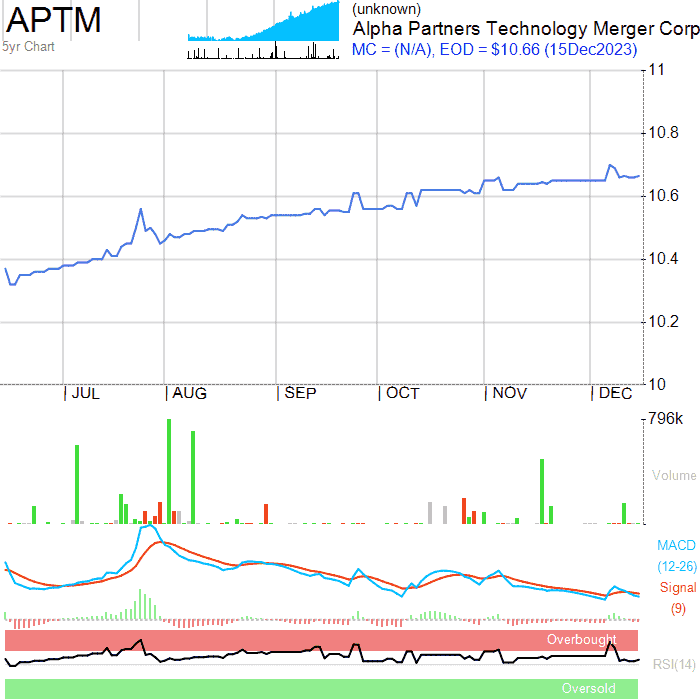 APTM
5yr Chart
(unknown)
Alpha Partners Technology Merger Corp
MC = (N/A), EOD = $10.66 (15Dec2023)
11
10.8
10.6
10.4
10.2
10
JUL
AUG
SEP
OCT
NOV
DEC
796k
Volume
MACD
(12-26)
Signal
(9)
Overbought
RSI(14)
Oversold